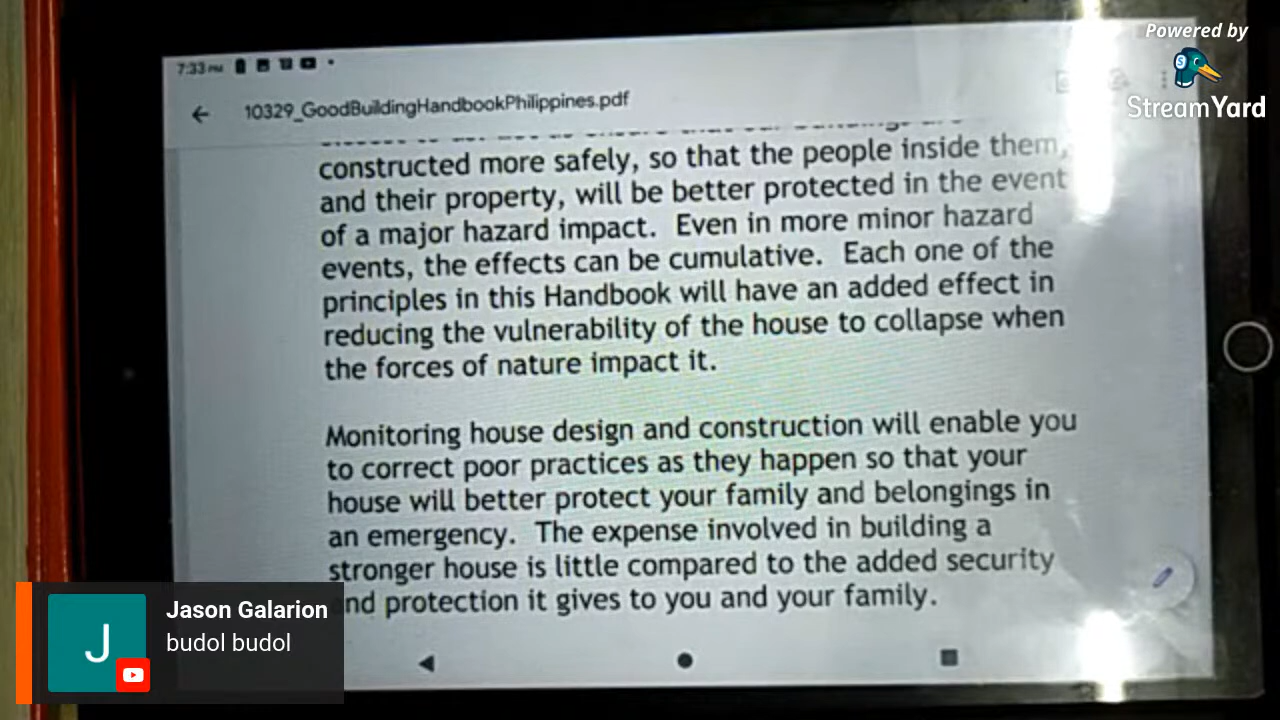 Powered by
StreamYard
7:33 PM
10329_GoodBuildingHandbookPhilippines.pdf
constructed more safely, so that the people inside them,
and their property, will be better protected in the event
of a major hazard impact. Even in more minor hazard
events, the effects can be cumulative. Each one of the
principles in this Handbook will have an added effect in
reducing the vulnerability of the house to collapse when
the forces of nature impact it.
Monitoring house design and construction will enable you
to correct poor practices as they happen so that your
house will better protect your family and belongings in
an emergency. The expense involved in building a
stronger house is little compared to the added security
and protection it gives to you and your family.
J
Jason Galarion
budol budol